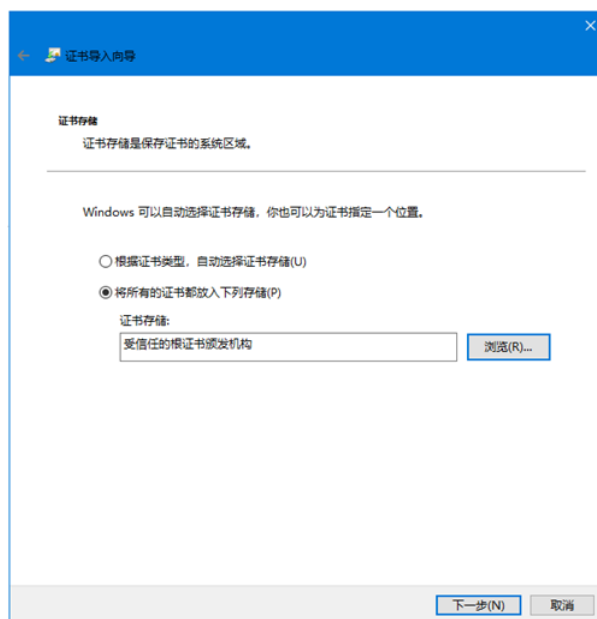 证书导入向导
证书存储
证书存储是保存证书的系统区域。
Windows 可以自动选择证书存储，你也可以为证书指定一个位置。
根据证书类型，自动选择证书存储(U)
将所有的证书都放入下列存储(P)
证书存储:
受信任的根证书颁发机构
浏览(R)...
下一步(N)
取消